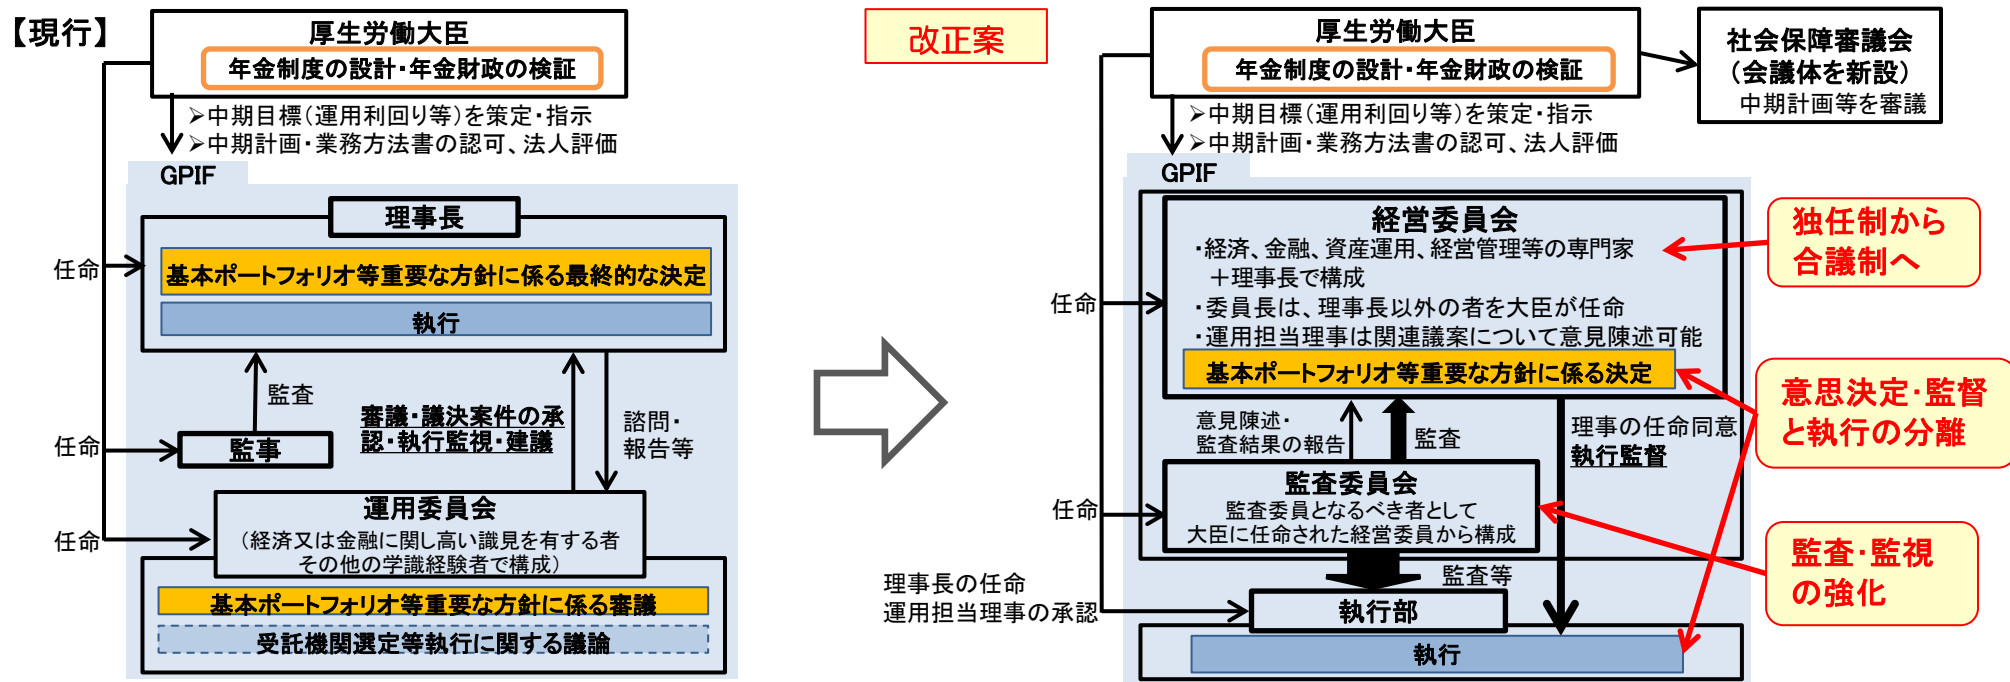 【現行】
厚生労働大臣
年金制度の設計・年金財政の検証
➢中期目標（運用利回り等）を策定・指示
➢中期計画・業務方法書の認可、法人評価
GPIF
理事長
基本ポートフォリオ等重要な方針に係る最終的な決定
執行
任命
監査
審議・議決案件の承
認・執行監視・建議
諮問・
報告等
任命
監事
運用委員会
（経済又は金融に関し高い識見を有する者
その他の学識経験者で構成）
任命
基本ポートフォリオ等重要な方針に係る審議
受託機関選定等執行に関する議論
改正案
厚生労働大臣
年金制度の設計・年金財政の検証
社会保障審議会
（会議体を新設）
中期計画等を審議
➢中期目標（運用利回り等）を策定・指示
➢中期計画・業務方法書の認可、法人評価
GPIF
経営委員会
・経済、金融、資産運用、経営管理等の専門家
＋理事長で構成
・委員長は、理事長以外の者を大臣が任命
・運用担当理事は関連議案について意見陳述可能
基本ポートフォリオ等重要な方針に係る決定
任命
独任制から
合議制へ
意思決定・監督
と執行の分離
意見陳述・
監査結果の報告
監査
理事の任命同意
執行監督
監査委員会
監査委員となるべき者として
大臣に任命された経営委員から構成
任命
監査・監視
の強化
監査等
理事長の任命
運用担当理事の承認
執行部
執行